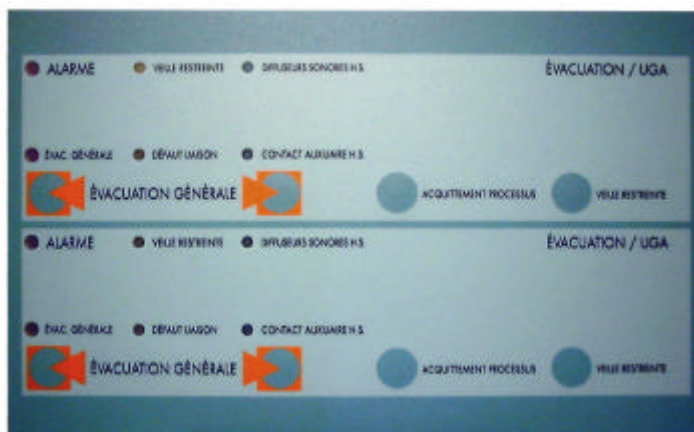 ALARME VEILLE RESTREINTE DIFFUSEURS SONORES H.S. ÉVACUATION / UGA
ÉVAC. GÉNÉRALE DÉFAUT LIAISON CONTACT AUXILIAIRE H.S.
ÉVACUATION GÉNÉRALE ACQUITTEMENT PROCESSUS VEILLE RESTREINTE
ALARME VEILLE RESTREINTE DIFFUSEURS SONORES H.S. ÉVACUATION / UGA
ÉVAC. GÉNÉRALE DÉFAUT LIAISON CONTACT AUXILIAIRE H.S.
ÉVACUATION GÉNÉRALE ACQUITTEMENT PROCESSUS VEILLE RESTREINTE